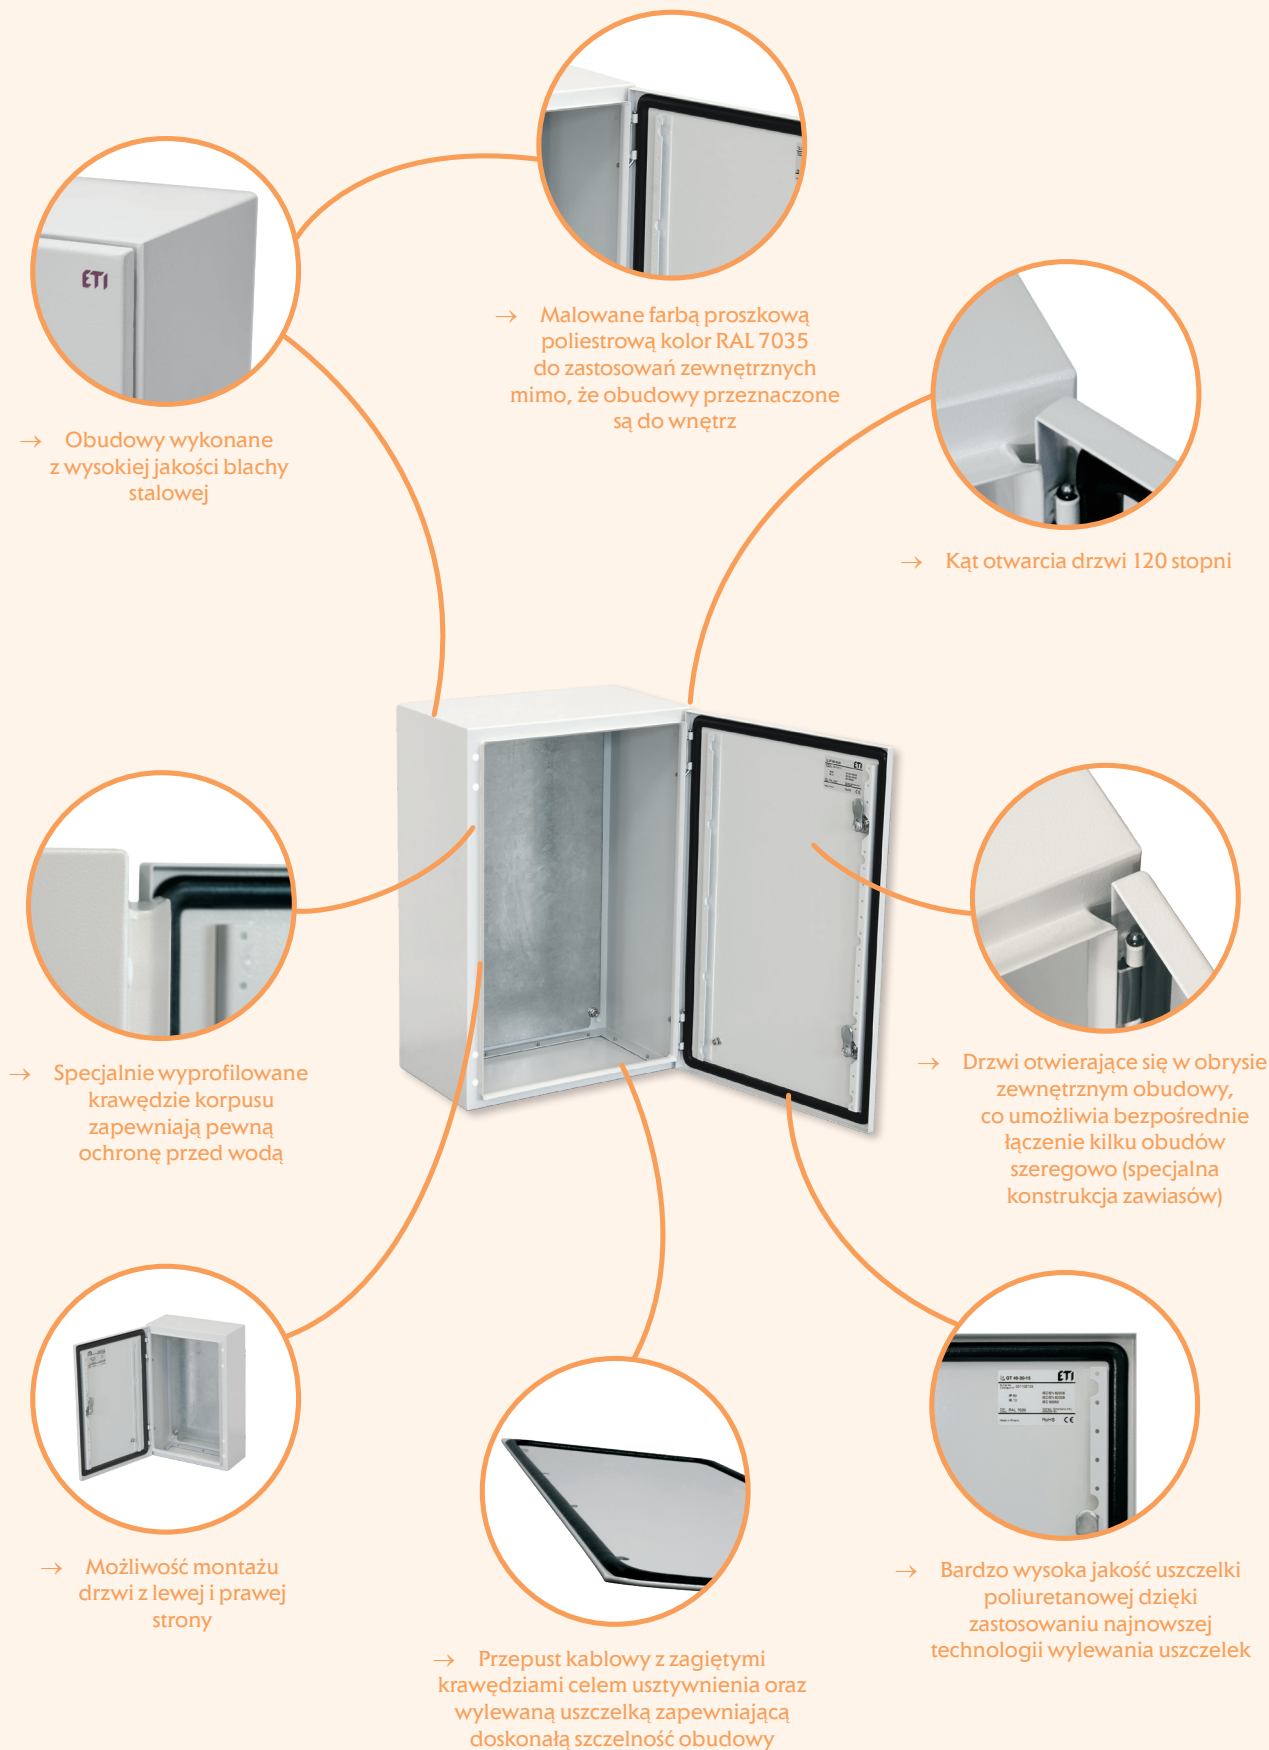 ETI
→ Malowane farbą proszkową
poliestrową kolor RAL 7035
do zastosowań zewnętrznych
mimo, że obudowy przeznaczone
są do wnętrz
→ Obudowy wykonane
z wysokiej jakości blachy
stalowej
→ Kąt otwarcia drzwi 120 stopni
ETI
→ Specjalnie wyprofilowane
krawędzie korpusu
zapewniają pewną
ochronę przed wodą
→ Drzwi otwierające się w obrysie
zewnętrznym obudowy,
co umożliwia bezpośrednie
łączenie kilku obudów
szeregowo (specjalna
konstrukcja zawiasów)
ETI
RoHS CE
→ Możliwość montażu
drzwi z lewej i prawej
strony
→ Bardzo wysoka jakość uszczelki
poliuretanowej dzięki
zastosowaniu najnowszej
technologii wylewania uszczelek
→ Przepust kablowy z zagiętymi
krawędziami celem usztywnienia oraz
wylewaną uszczelką zapewniającą
doskonałą szczelność obudowy